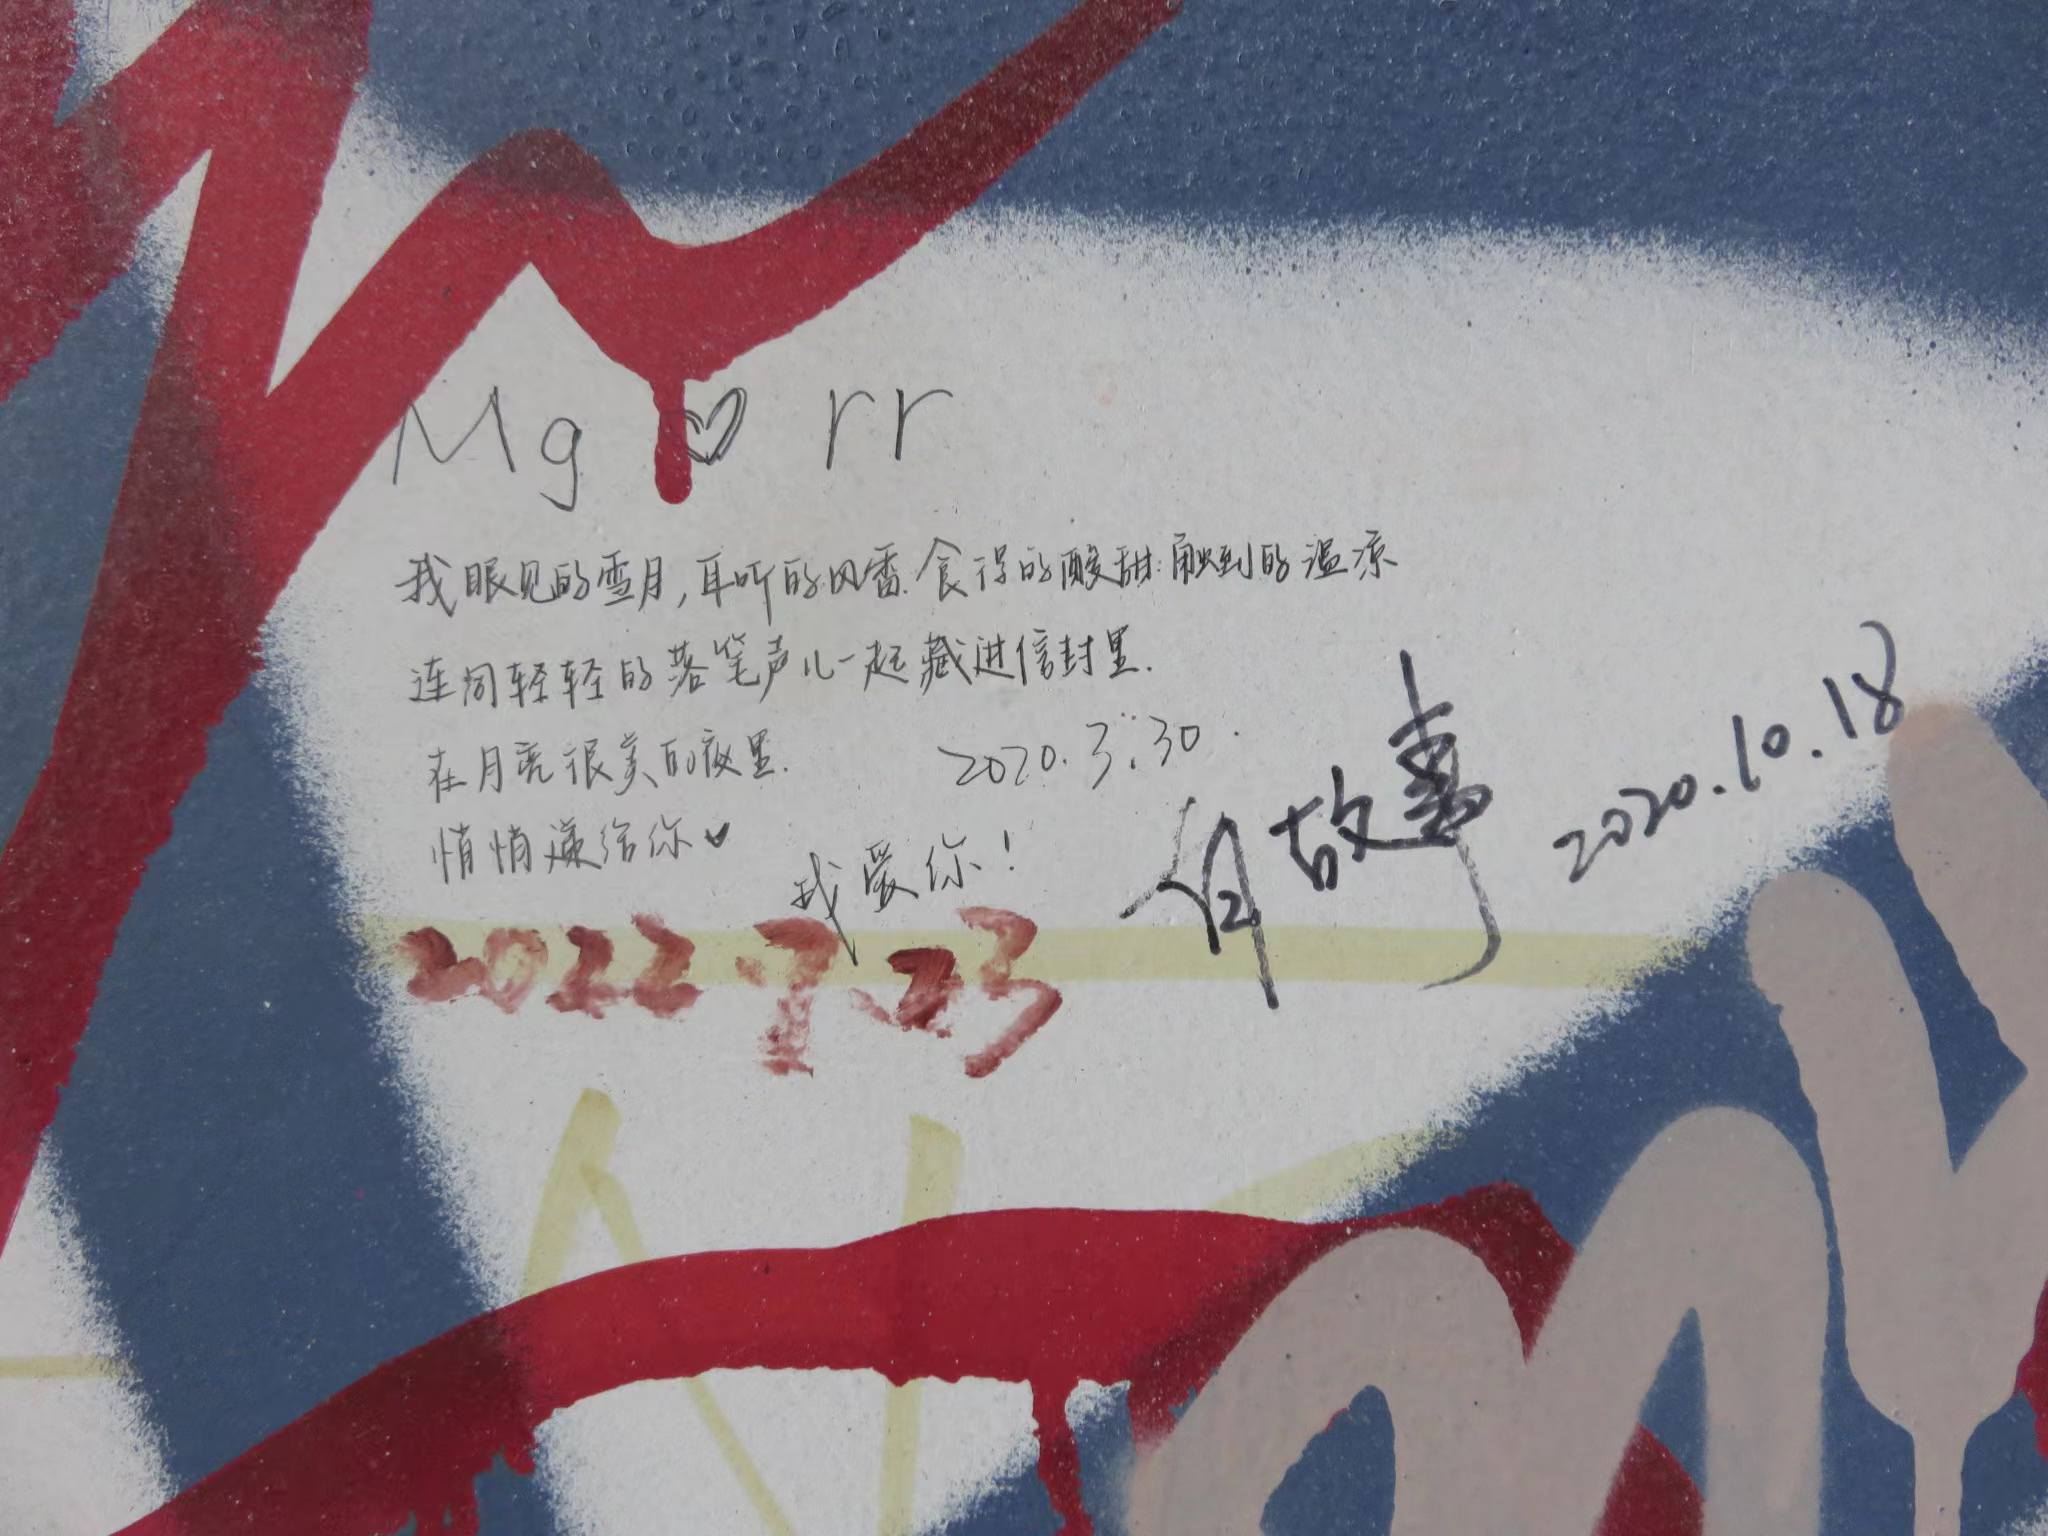 Mg ♡ rr
我眼见的雪月,耳听的风雷.食得的酸甜.触到的温凉
连同轻轻的落笔声儿一起藏进信封里.
在月亮很美的夜里.
2020.3.30.
悄悄递给你♥
我爱你!
有故事
2020.10.18
2022.7.23